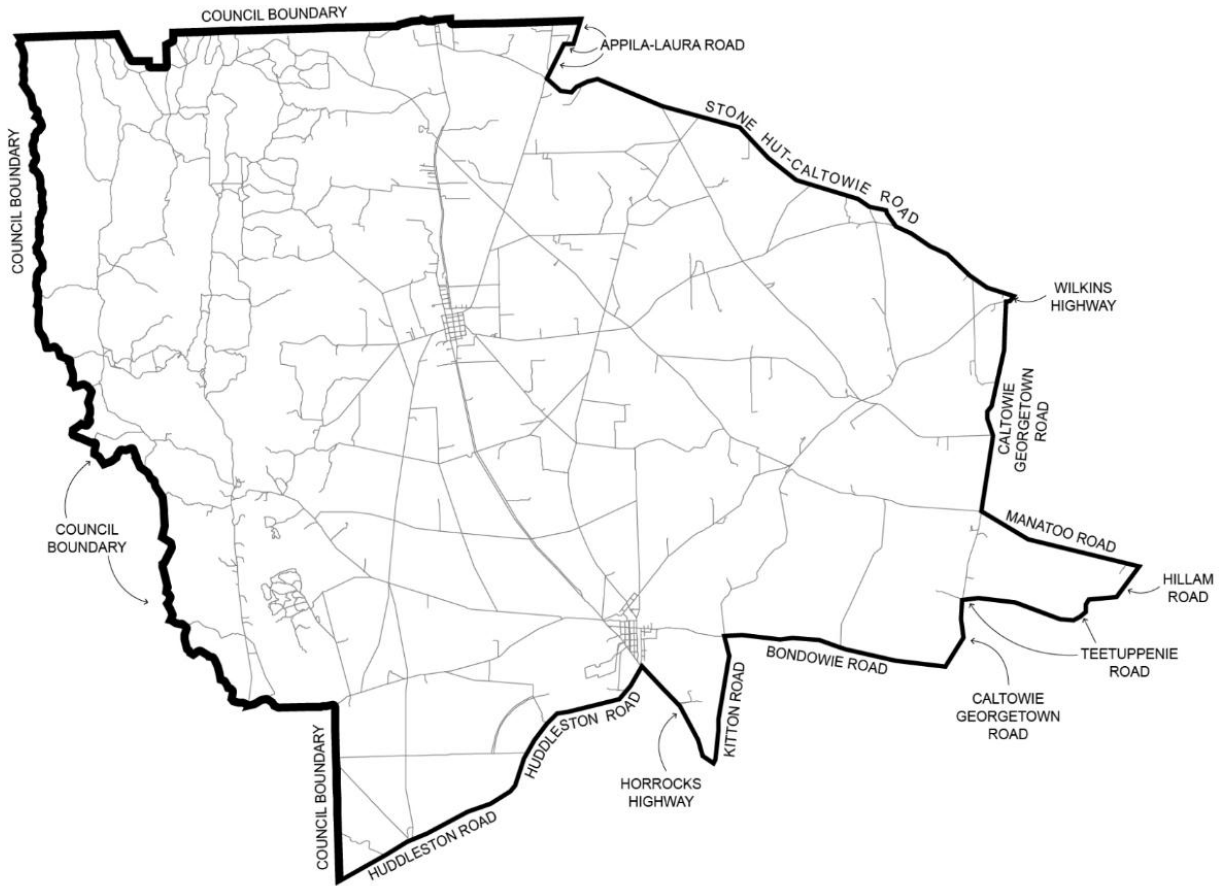 COUNCIL BOUNDARY
APPILA-LAURA ROAD
STONE HUT-CALTOWIE ROAD
COUNCIL BOUNDARY
WILKINS
HIGHWAY
CALTOWIE
GEORGETOWN
ROAD
COUNCIL
BOUNDARY
MANATOO ROAD
HILLAM
ROAD
TEETUPPENIE
ROAD
BONDOWIE ROAD
CALTOWIE
GEORGETOWN
ROAD
KITTON ROAD
HUDDLESTON ROAD
HORROCKS
HIGHWAY
COUNCIL BOUNDARY
HUDDLESTON ROAD